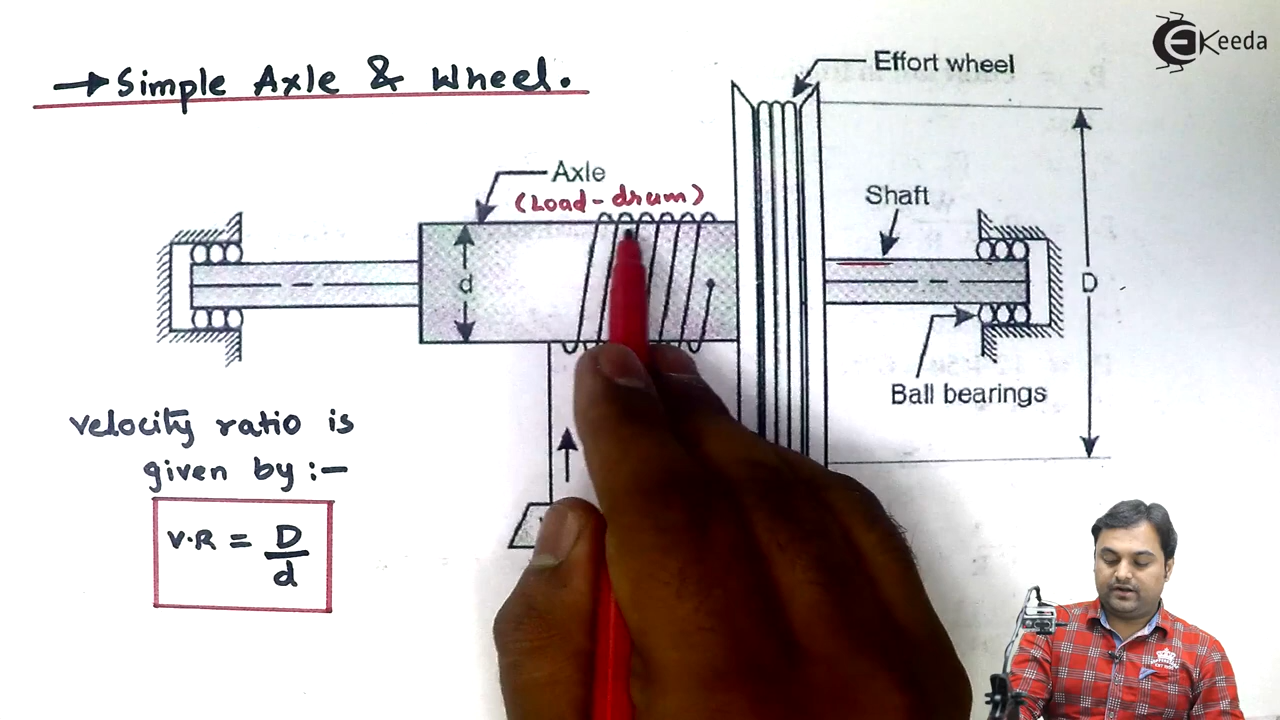 → Simple Axle & Wheel.
EKeeda
Effort wheel
Axle
(Load-drum)
Shaft
d
D
Ball bearings
velocity ratio is
given by :-
V.R = D/d